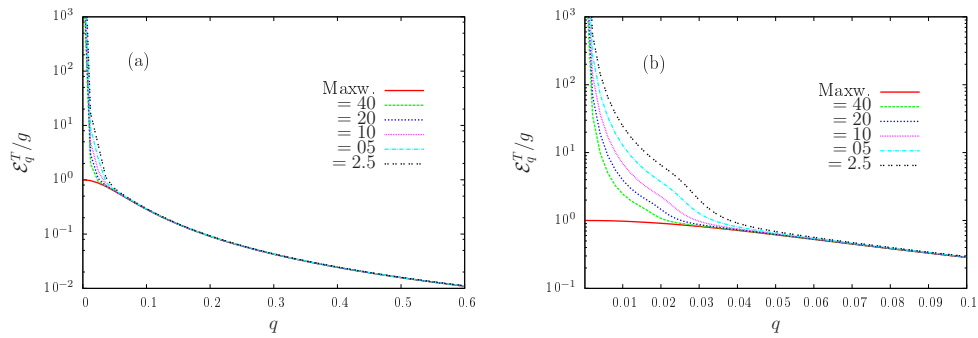 10^3
10^2
10^1
10^0
10^-1
10^-2
ℰ_q^T/g
(a)
Maxw.
= 40
= 20
= 10
= 05
= 2.5
0 0.1 0.2 0.3 0.4 0.5 0.6
q
10^3
10^2
10^1
10^0
10^-1
ℰ_q^T/g
(b)
Maxw.
= 40
= 20
= 10
= 05
= 2.5
0.01 0.02 0.03 0.04 0.05 0.06 0.07 0.08 0.09 0.1
q